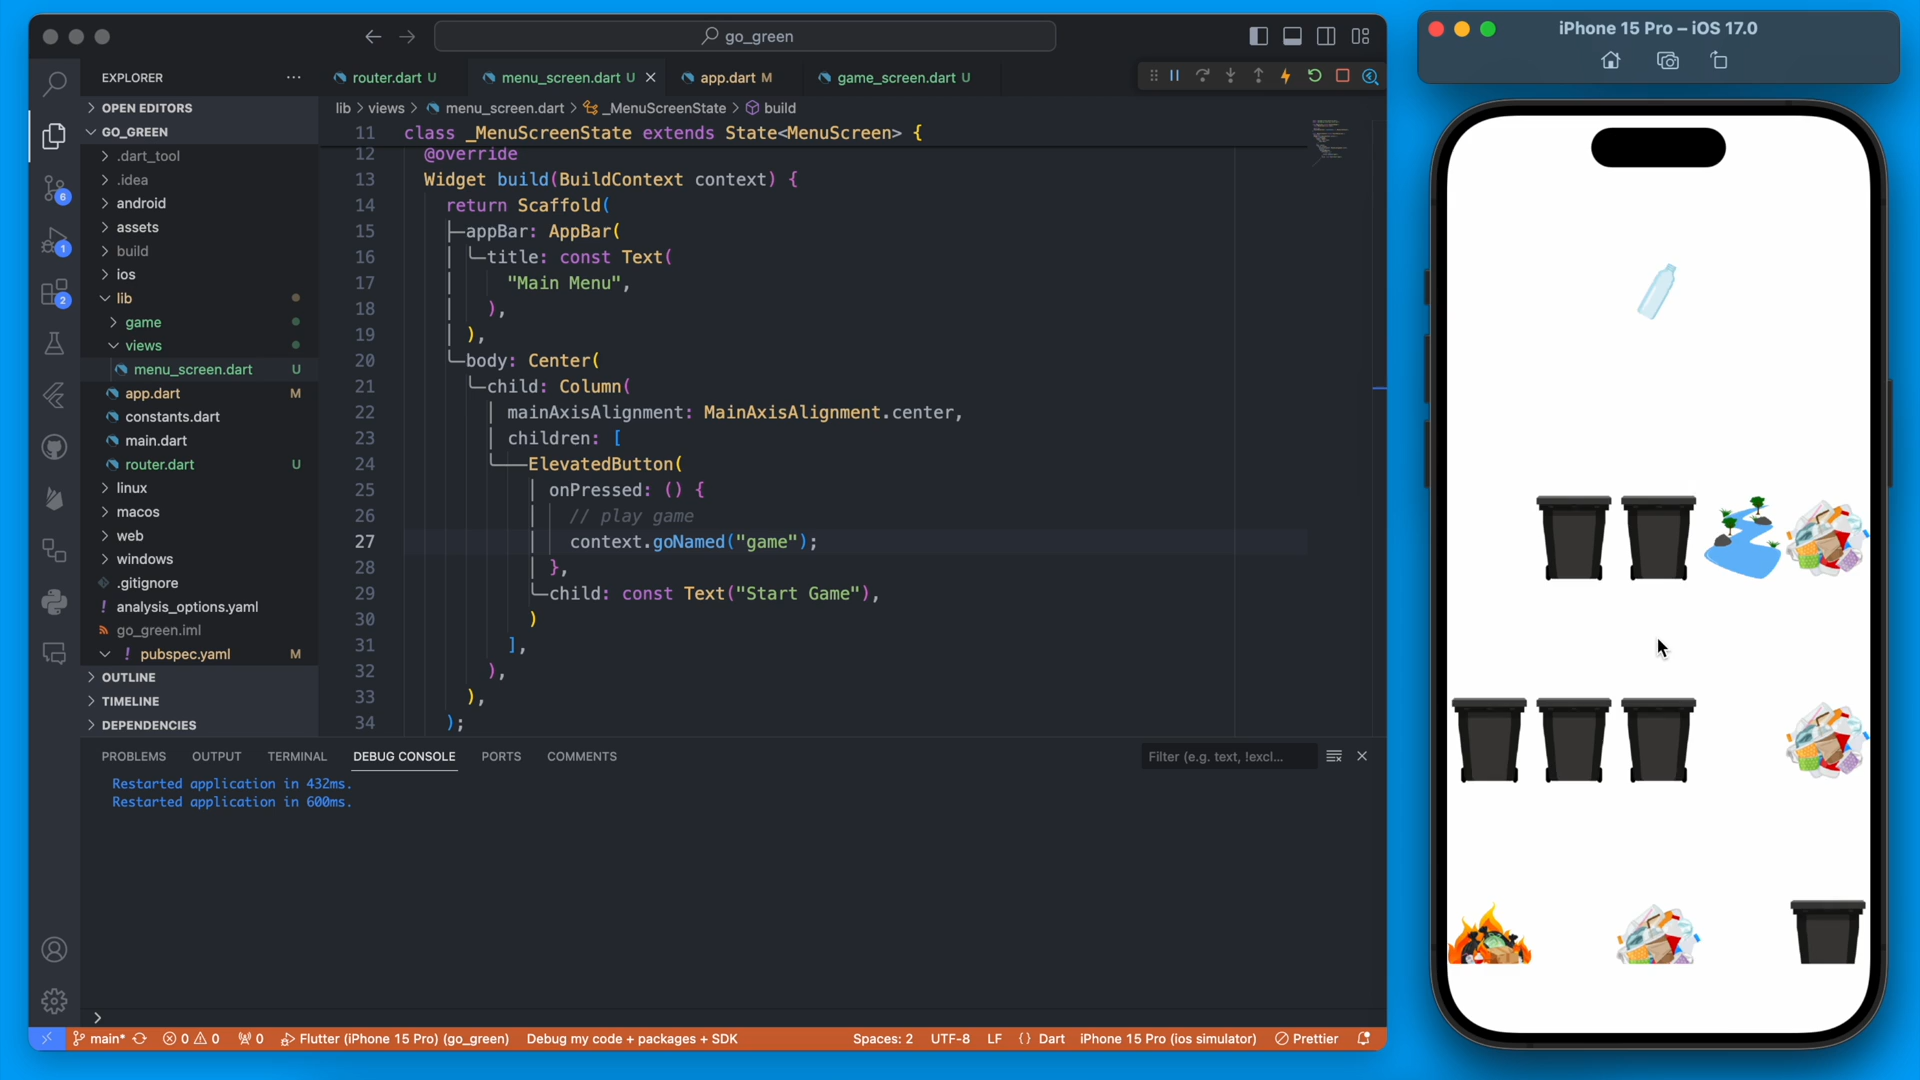 go_green
EXPLORER
OPEN EDITORS
GO_GREEN
.dart_tool
.idea
android
assets
build
ios
lib
game
views
menu_screen.dart U
app.dart M
constants.dart
main.dart
router.dart U
linux
macos
web
windows
.gitignore
! analysis_options.yaml
go_green.iml
! pubspec.yaml M
OUTLINE
TIMELINE
DEPENDENCIES
6
1
2
router.dart U
menu_screen.dart U
app.dart M
game_screen.dart U
lib > views > menu_screen.dart > _MenuScreenState > build
11 class _MenuScreenState extends State<MenuScreen> {
12 @override
13 Widget build(BuildContext context) {
14 return Scaffold(
15 appBar: AppBar(
16 title: const Text(
17 "Main Menu",
18 ),
19 ),
20 body: Center(
21 child: Column(
22 mainAxisAlignment: MainAxisAlignment.center,
23 children: [
24 ElevatedButton(
25 onPressed: () {
26 // play game
27 context.goNamed("game");
28 },
29 child: const Text("Start Game"),
30 )
31 ],
32 ),
33 ),
34 );
PROBLEMS OUTPUT TERMINAL DEBUG CONSOLE PORTS COMMENTS
Filter (e.g. text, !excl...
Restarted application in 432ms.
Restarted application in 600ms.
main* 0 0 0 Flutter (iPhone 15 Pro) (go_green) Debug my code + packages + SDK
Spaces: 2 UTF-8 LF {} Dart iPhone 15 Pro (ios simulator) Prettier
iPhone 15 Pro – iOS 17.0